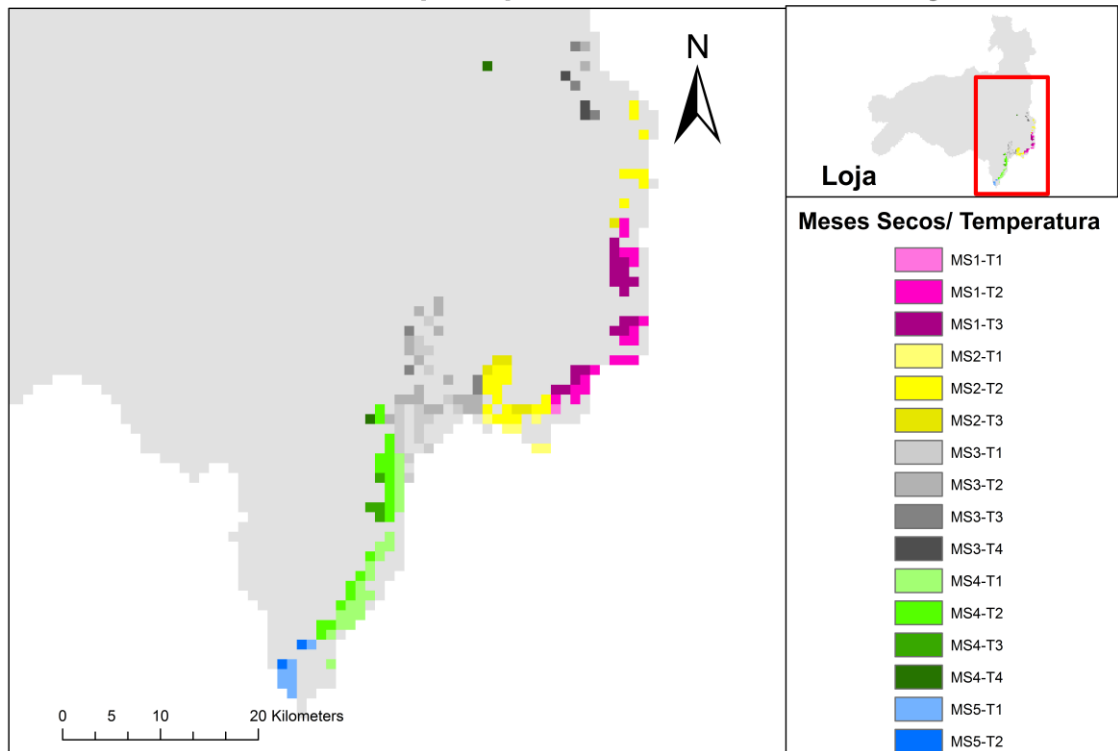 N
0 5 10 20 Kilometers
Loja
Meses Secos/ Temperatura
MS1-T1
MS1-T2
MS1-T3
MS2-T1
MS2-T2
MS2-T3
MS3-T1
MS3-T2
MS3-T3
MS3-T4
MS4-T1
MS4-T2
MS4-T3
MS4-T4
MS5-T1
MS5-T2